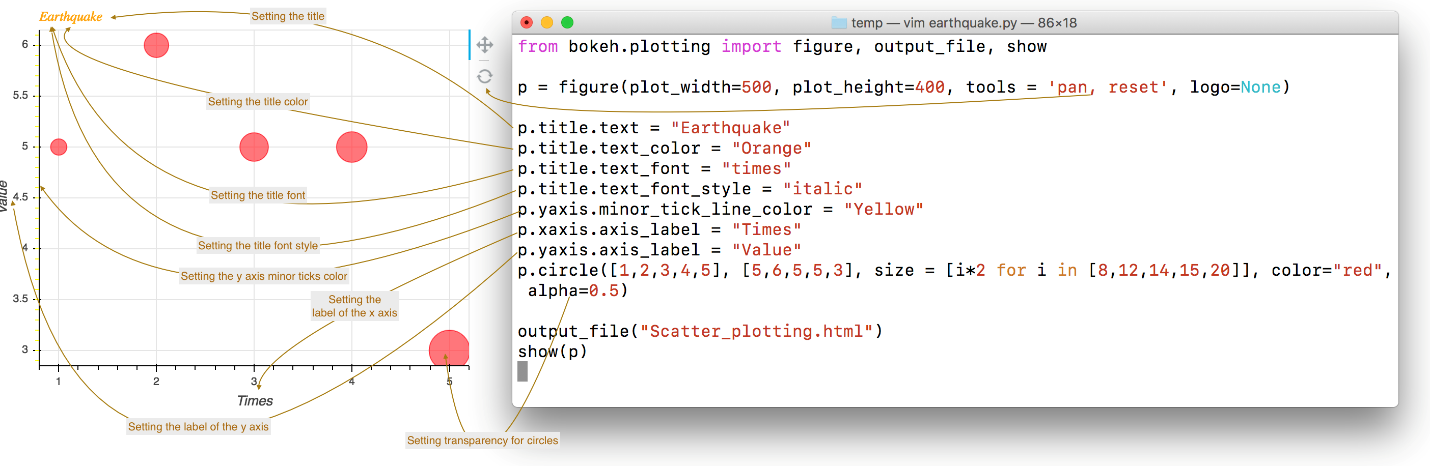 Earthquake
Setting the title
6
5.5
5
4.5
4
3.5
3
Value
Setting the title color
Setting the title font
Setting the title font style
Setting the y axis minor ticks color
Setting the
label of the x axis
1
2
3
4
5
Times
Setting the label of the y axis
Setting transparency for circles
temp — vim earthquake.py — 86×18
from bokeh.plotting import figure, output_file, show
p = figure(plot_width=500, plot_height=400, tools = 'pan, reset', logo=None)
p.title.text = "Earthquake"
p.title.text_color = "Orange"
p.title.text_font = "times"
p.title.text_font_style = "italic"
p.yaxis.minor_tick_line_color = "Yellow"
p.xaxis.axis_label = "Times"
p.yaxis.axis_label = "Value"
p.circle([1,2,3,4,5], [5,6,5,5,3], size = [i*2 for i in [8,12,14,15,20]], color="red",
alpha=0.5)
output_file("Scatter_plotting.html")
show(p)